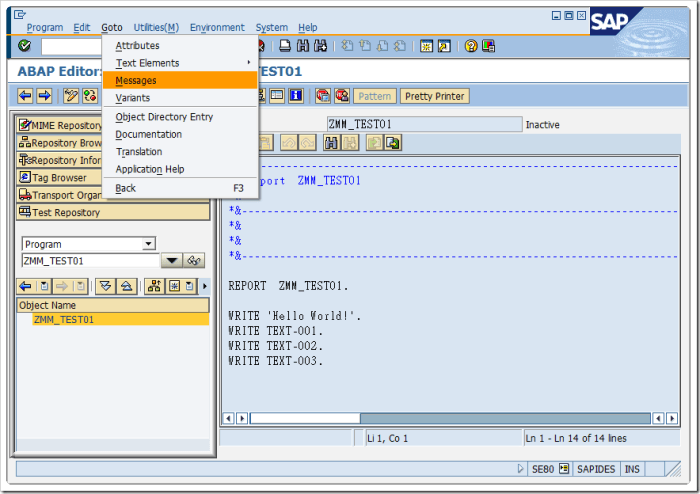 Program Edit Goto Utilities(M) Environment System Help
SAP
Attributes
Text Elements
Messages
Variants
Object Directory Entry
Documentation
Translation
Application Help
Back F3
ABAP Editor: EST01
Pattern Pretty Printer
MIME Repository
Repository Brow
Repository Infor
Tag Browser
Transport Organ
Test Repository
Program
ZMM_TEST01
Object Name
ZMM_TEST01
ZMM_TEST01 Inactive
port ZMM_TEST01
*&---------------------------------------------------------------------
*&
*&
*&---------------------------------------------------------------------
REPORT ZMM_TEST01.
WRITE 'Hello World!'.
WRITE TEXT-001.
WRITE TEXT-002.
WRITE TEXT-003.
Li 1, Co 1 Ln 1 - Ln 14 of 14 lines
SE80 SAPIDES INS